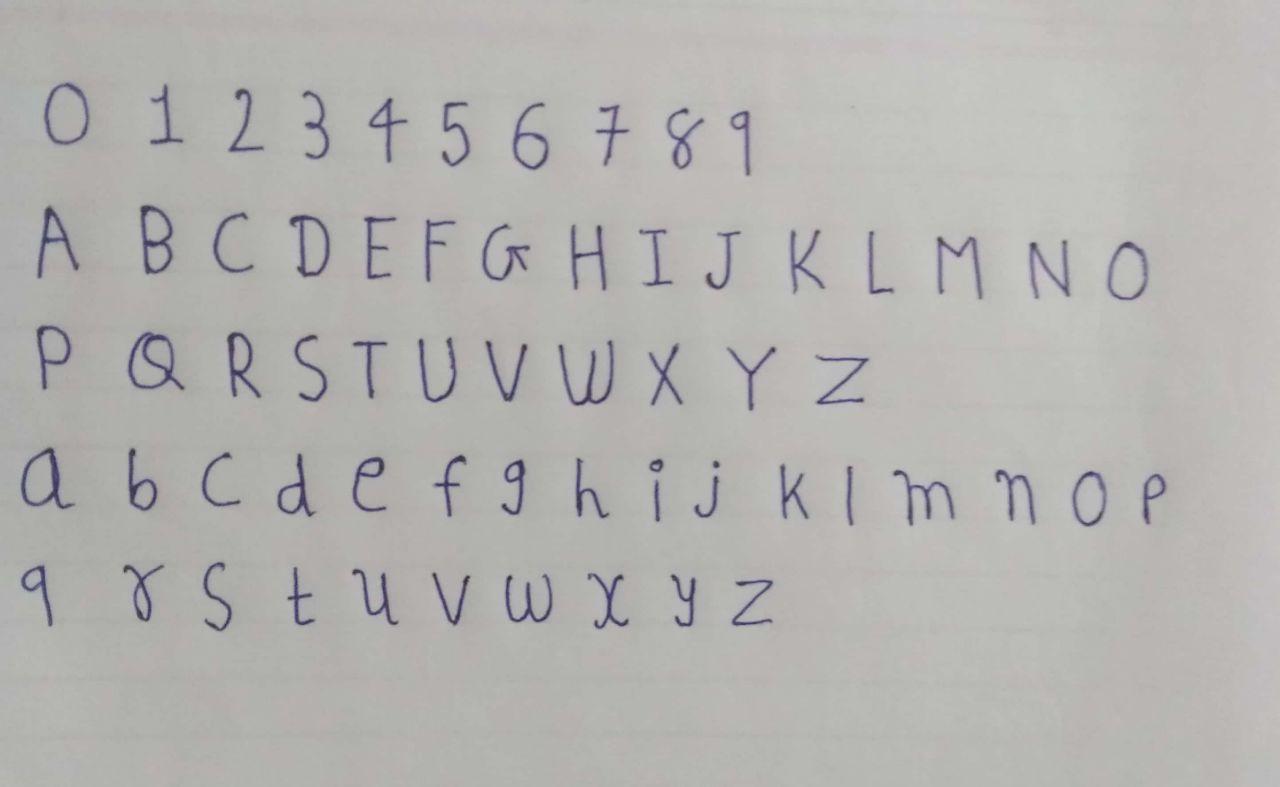 0 1 2 3 4 5 6 7 8 9
A B C D E F G H I J K L M N O
P Q R S T U V W X Y Z
a b c d e f g h i j k l m n o p
q r s t u v w x y z